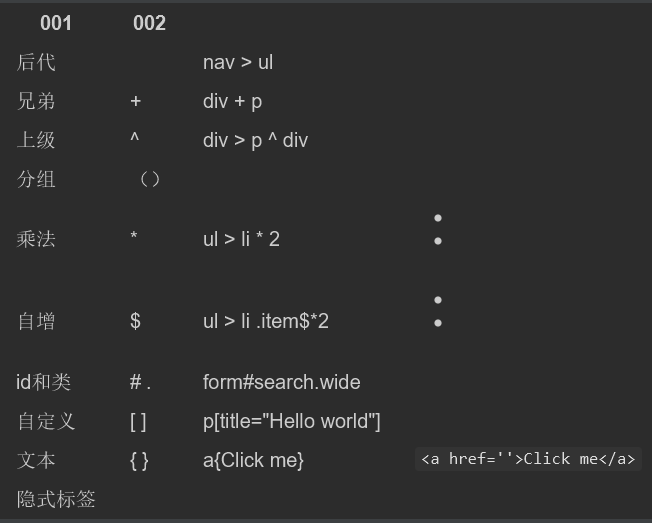 001 002
后代 nav > ul
兄弟 + div + p
上级 ^ div > p ^ div
分组 （）
乘法 * ul > li * 2
自增 $ ul > li .item$*2
id和类 # . form#search.wide
自定义 [ ] p[title="Hello world"]
文本 { } a{Click me} <a href=''>Click me</a>
隐式标签